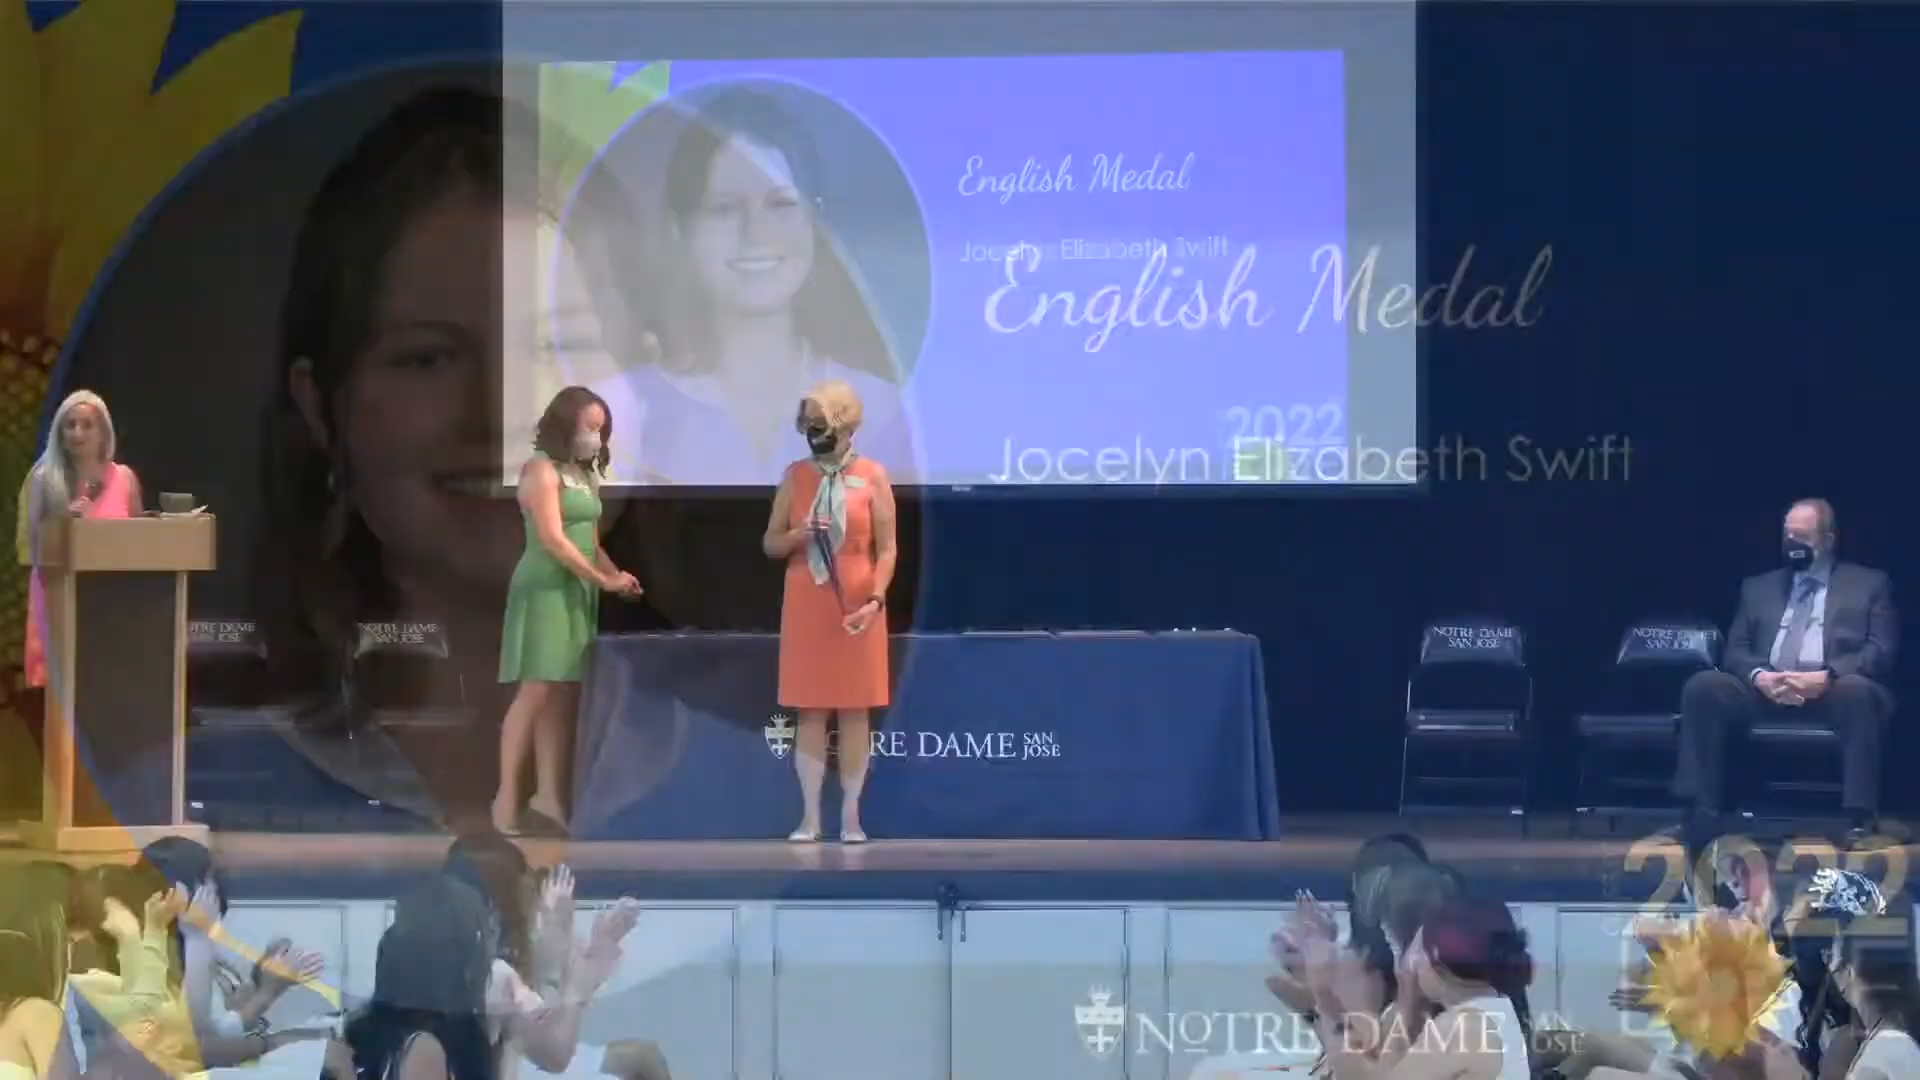 English Medal
Jocelyn Elizabeth Swift
English Medal
2022
Jocelyn Elizabeth Swift
NOTRE DAME
SAN JOSE
NOTRE DAME
SAN JOSE
NOTRE DAME
SAN JOSE
NOTRE DAME
SAN JOSE
RE DAME SAN JOSE
2022
NOTRE DAME SAN JOSE